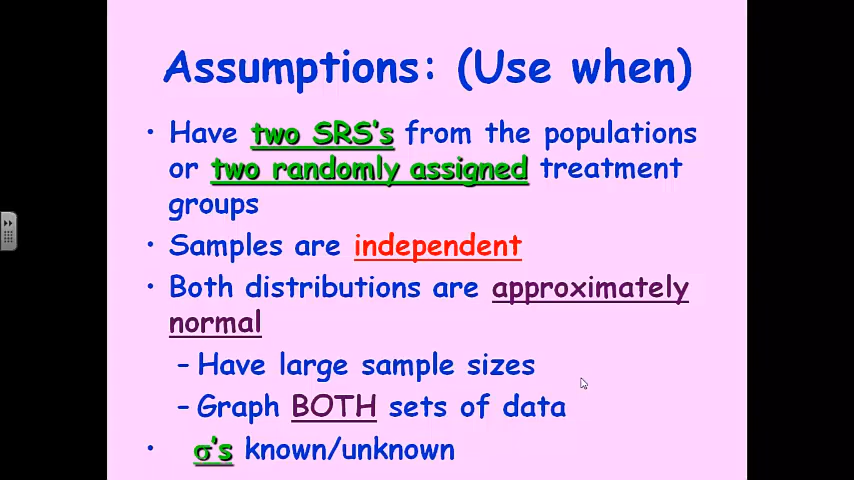 Assumptions: (Use when)
• Have two SRS's from the populations
or two randomly assigned treatment
groups
• Samples are independent
• Both distributions are approximately
normal
– Have large sample sizes
– Graph BOTH sets of data
• σ's known/unknown